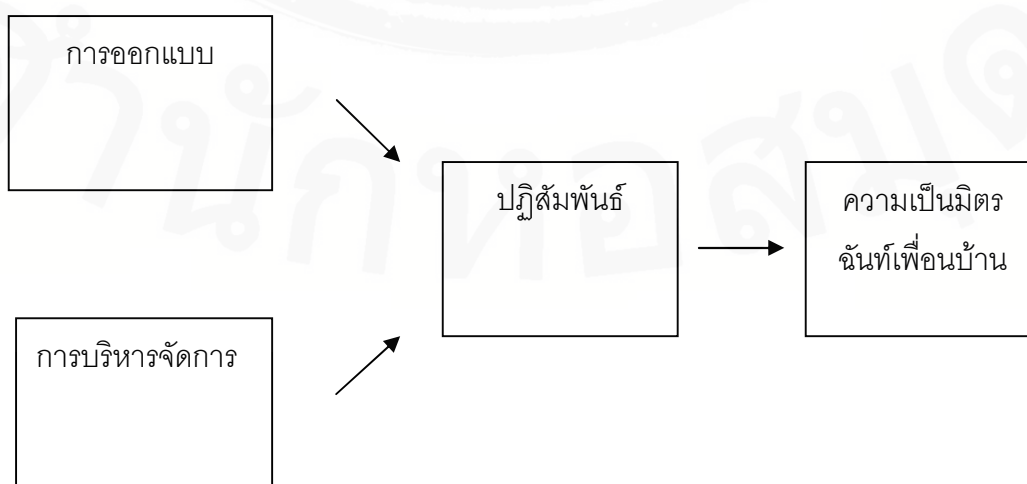 การออกแบบ
ปฏิสัมพันธ์
ความเป็นมิตร
ฉันท์เพื่อนบ้าน
การบริหารจัดการ